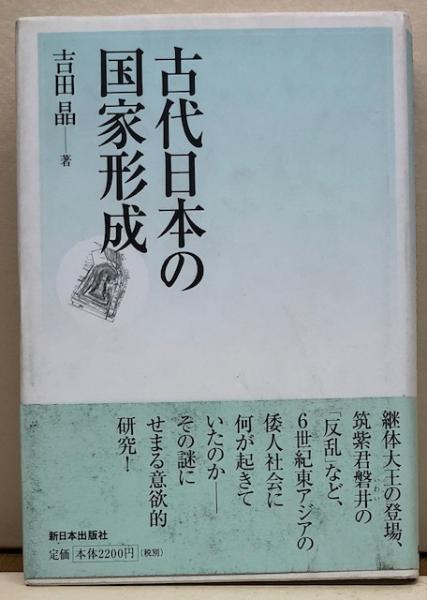 古代日本の
国家形成
吉田 晶――著
継体大王の登場、
筑紫君磐井の
いわい
「反乱」など、
6世紀東アジアの
倭人社会に
何が起きて
いたのか――
その謎に
せまる意欲的
研究!
新日本出版社
定価 本体2200円(税別)